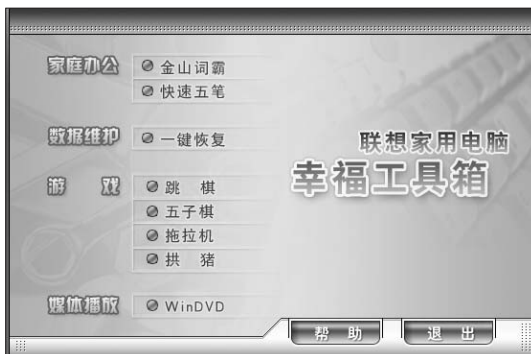 家庭办公
金山词霸
快速五笔
数据维护
一键恢复
游 戏
跳 棋
五子棋
拖拉机
拱 猪
媒体播放
WinDVD
联想家用电脑
幸福工具箱
帮 助
退 出